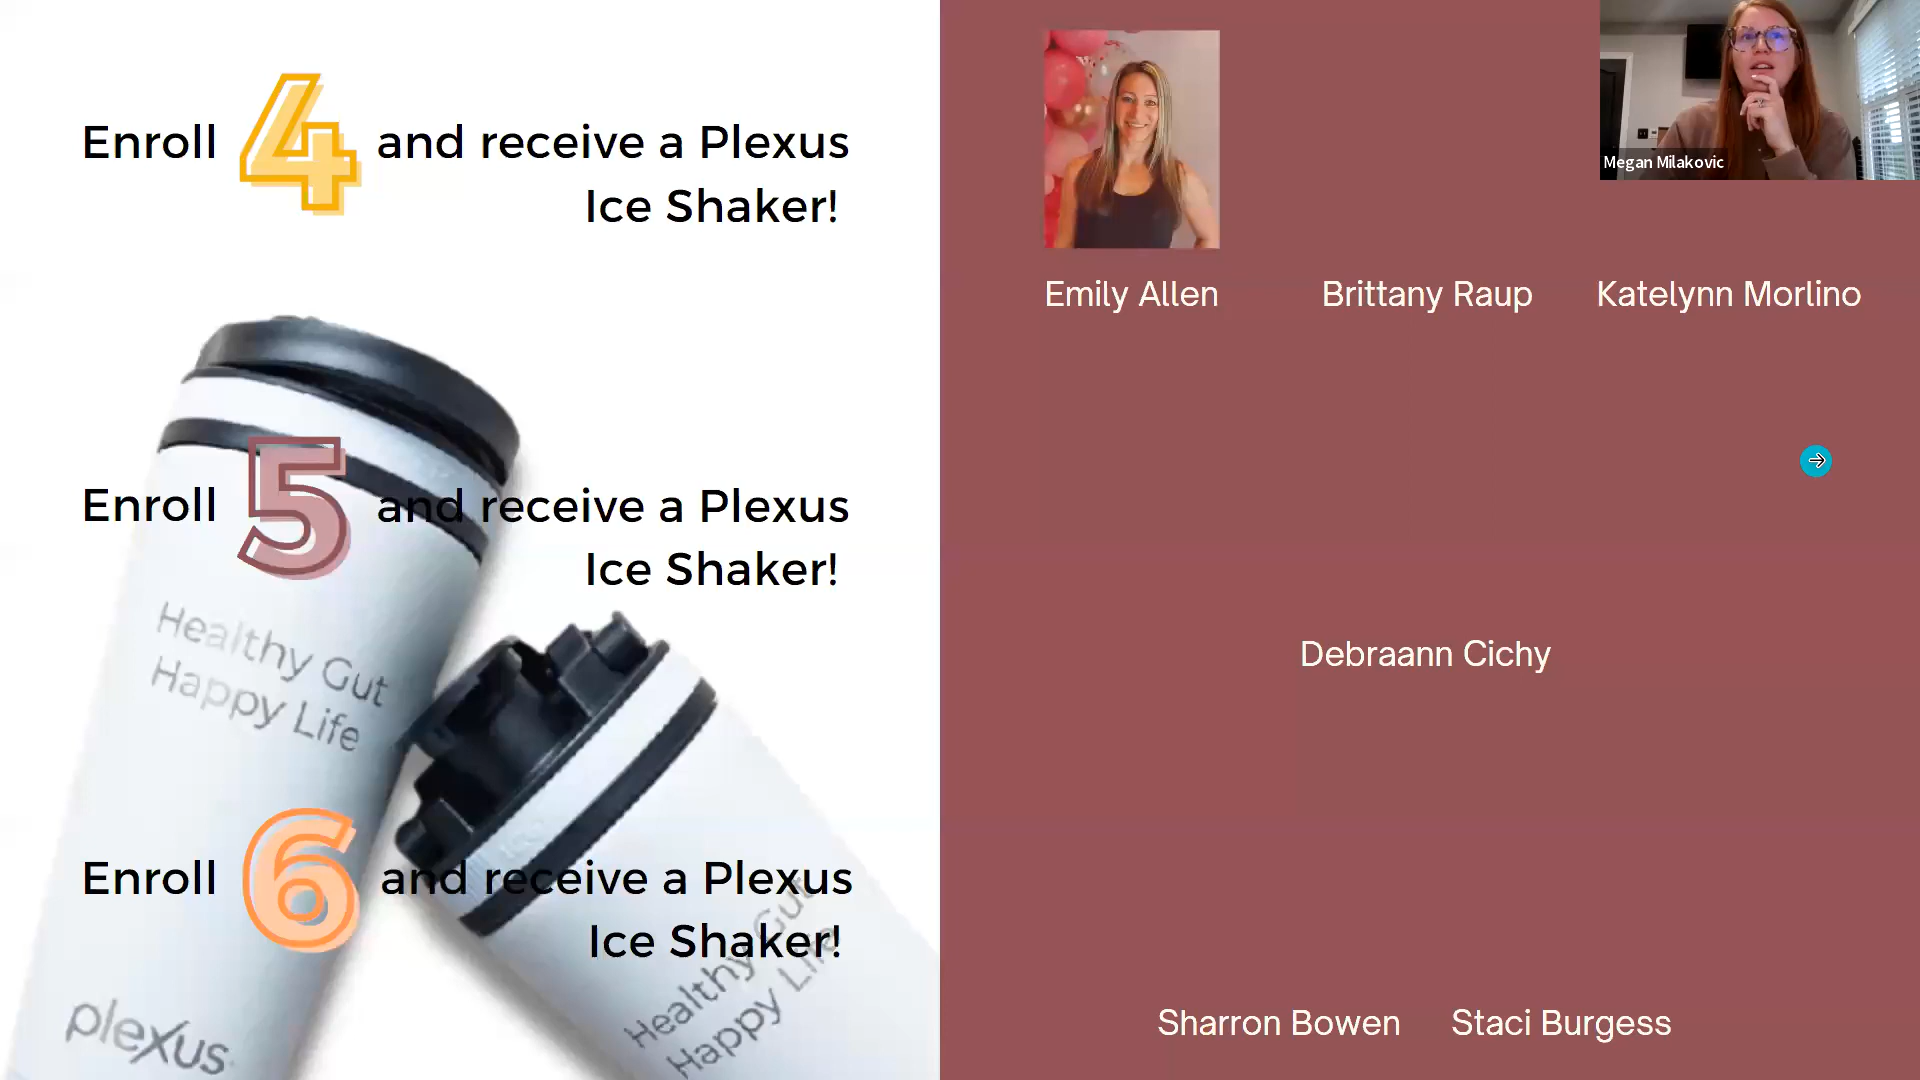 Enroll 4 and receive a Plexus
Ice Shaker!
Enroll 5 and receive a Plexus
Ice Shaker!
Healthy Gut
Happy Life
Enroll 6 and receive a Plexus
Ice Shaker!
Healthy Gut
Happy Life
plexus
Megan Milakovic
Emily Allen
Brittany Raup
Katelynn Morlino
Debraann Cichy
Sharron Bowen
Staci Burgess